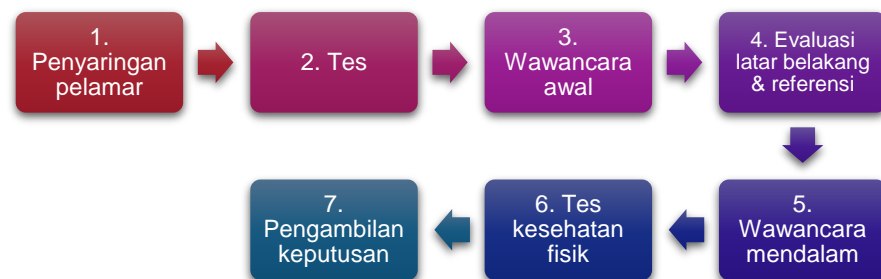 1.
Penyaringan
pelamar
2. Tes
3.
Wawancara
awal
4. Evaluasi
latar belakang
& referensi
5.
Wawancara
mendalam
6. Tes
kesehatan
fisik
7.
Pengambilan
keputusan